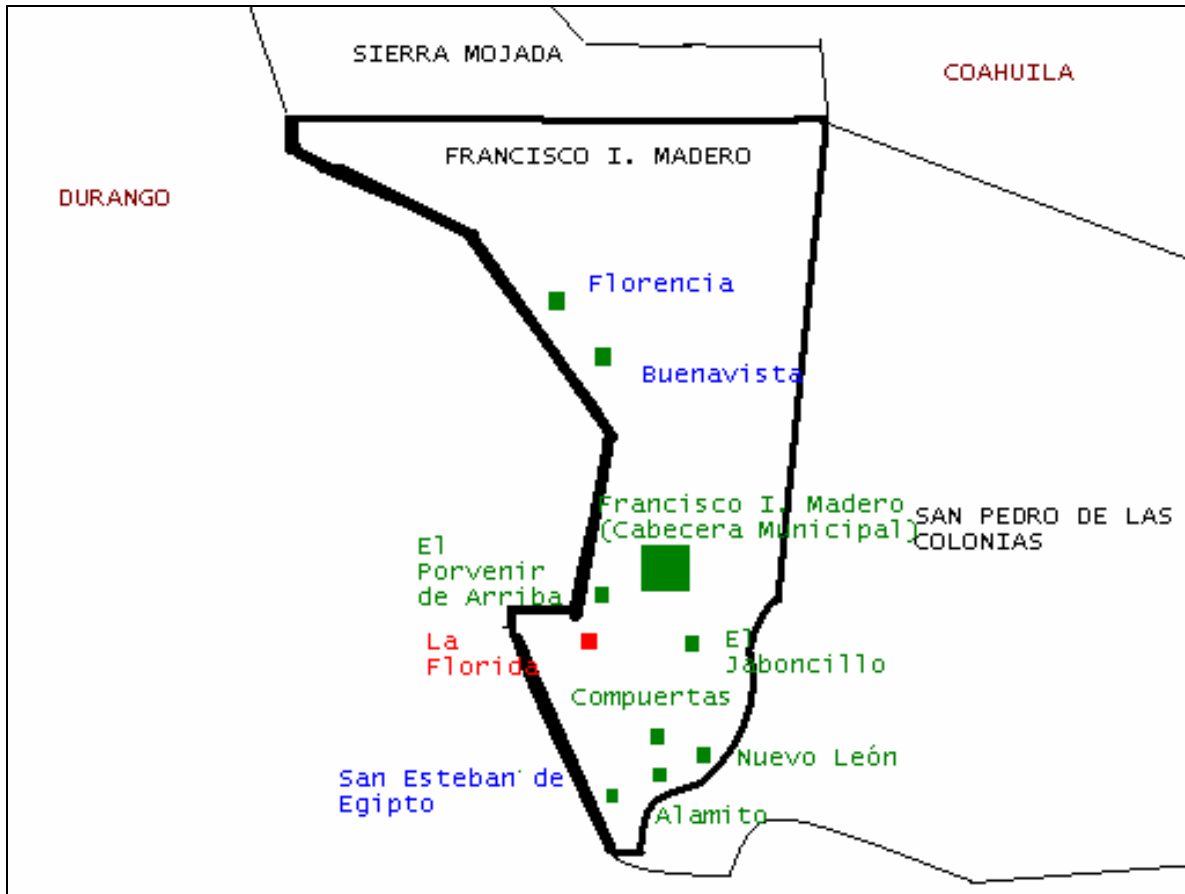 SIERRA MOJADA
COAHUILA
FRANCISCO I. MADERO
DURANGO
Florencia
Buenavista
Francisco I. Madero
(Cabecera Municipal)
SAN PEDRO DE LAS
COLONIAS
El
Porvenir
de Arriba
La
Florida
El
Jaboncillo
Compuertas
Nuevo León
San Esteban de
Egipto
Alamito